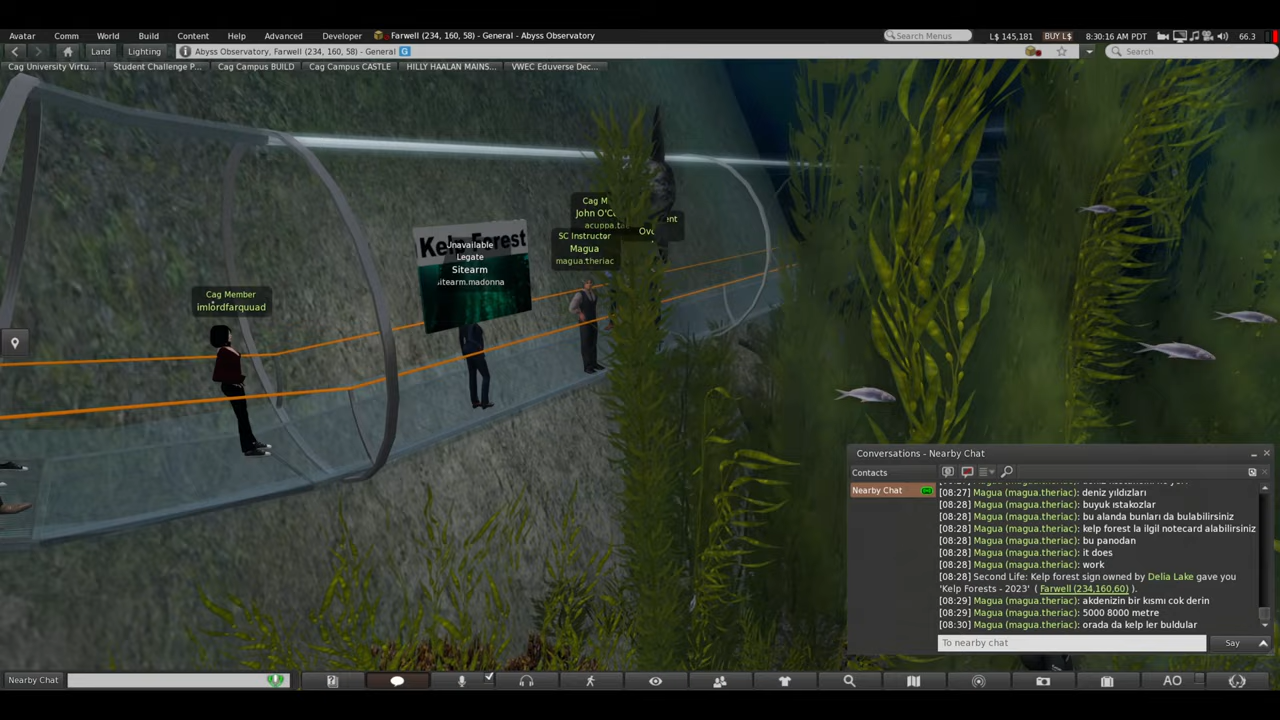 Avatar Comm World Build Content Help Advanced Developer Farwell (234, 160, 58) - General Search Menus L$ 145,181 BUY L$ 8:30:16 AM PDT 66.3
Land Lighting Abyss Observatory, Farwell (234, 160, 58) - General G Search
Cag University Virtu... Student Challenge P... Cag Campus BUILD Cag Campus CASTLE HILLY HAALAN MAINS... VWEC Eduverse Dec...
Cag M
John O'C
acuppa.ta
ent
Ovc
SC Instructor
Magua
magua.theriac
Kelp Forest
Unavailable
Legate
Sitearm
sitearm.madonna
Cag Member
imlordfarquuad
Conversations - Nearby Chat
Contacts
Nearby Chat
[08:27] Magua (magua.theriac): deniz yıldızları
[08:28] Magua (magua.theriac): buyuk ıstakozlar
[08:28] Magua (magua.theriac): bu alanda bunları da bulabilirsiniz
[08:28] Magua (magua.theriac): kelp forest la ilgil notecard alabilirsiniz
[08:28] Magua (magua.theriac): bu panodan
[08:28] Magua (magua.theriac): it does
[08:28] Magua (magua.theriac): work
[08:28] Second Life: Kelp forest sign owned by Delia Lake gave you
'Kelp Forests - 2023' ( Farwell (234,160,60) ).
[08:29] Magua (magua.theriac): akdenizin bir kısmı cok derin
[08:29] Magua (magua.theriac): 5000 8000 metre
[08:30] Magua (magua.theriac): orada da kelp ler buldular
To nearby chat Say
Nearby Chat AO